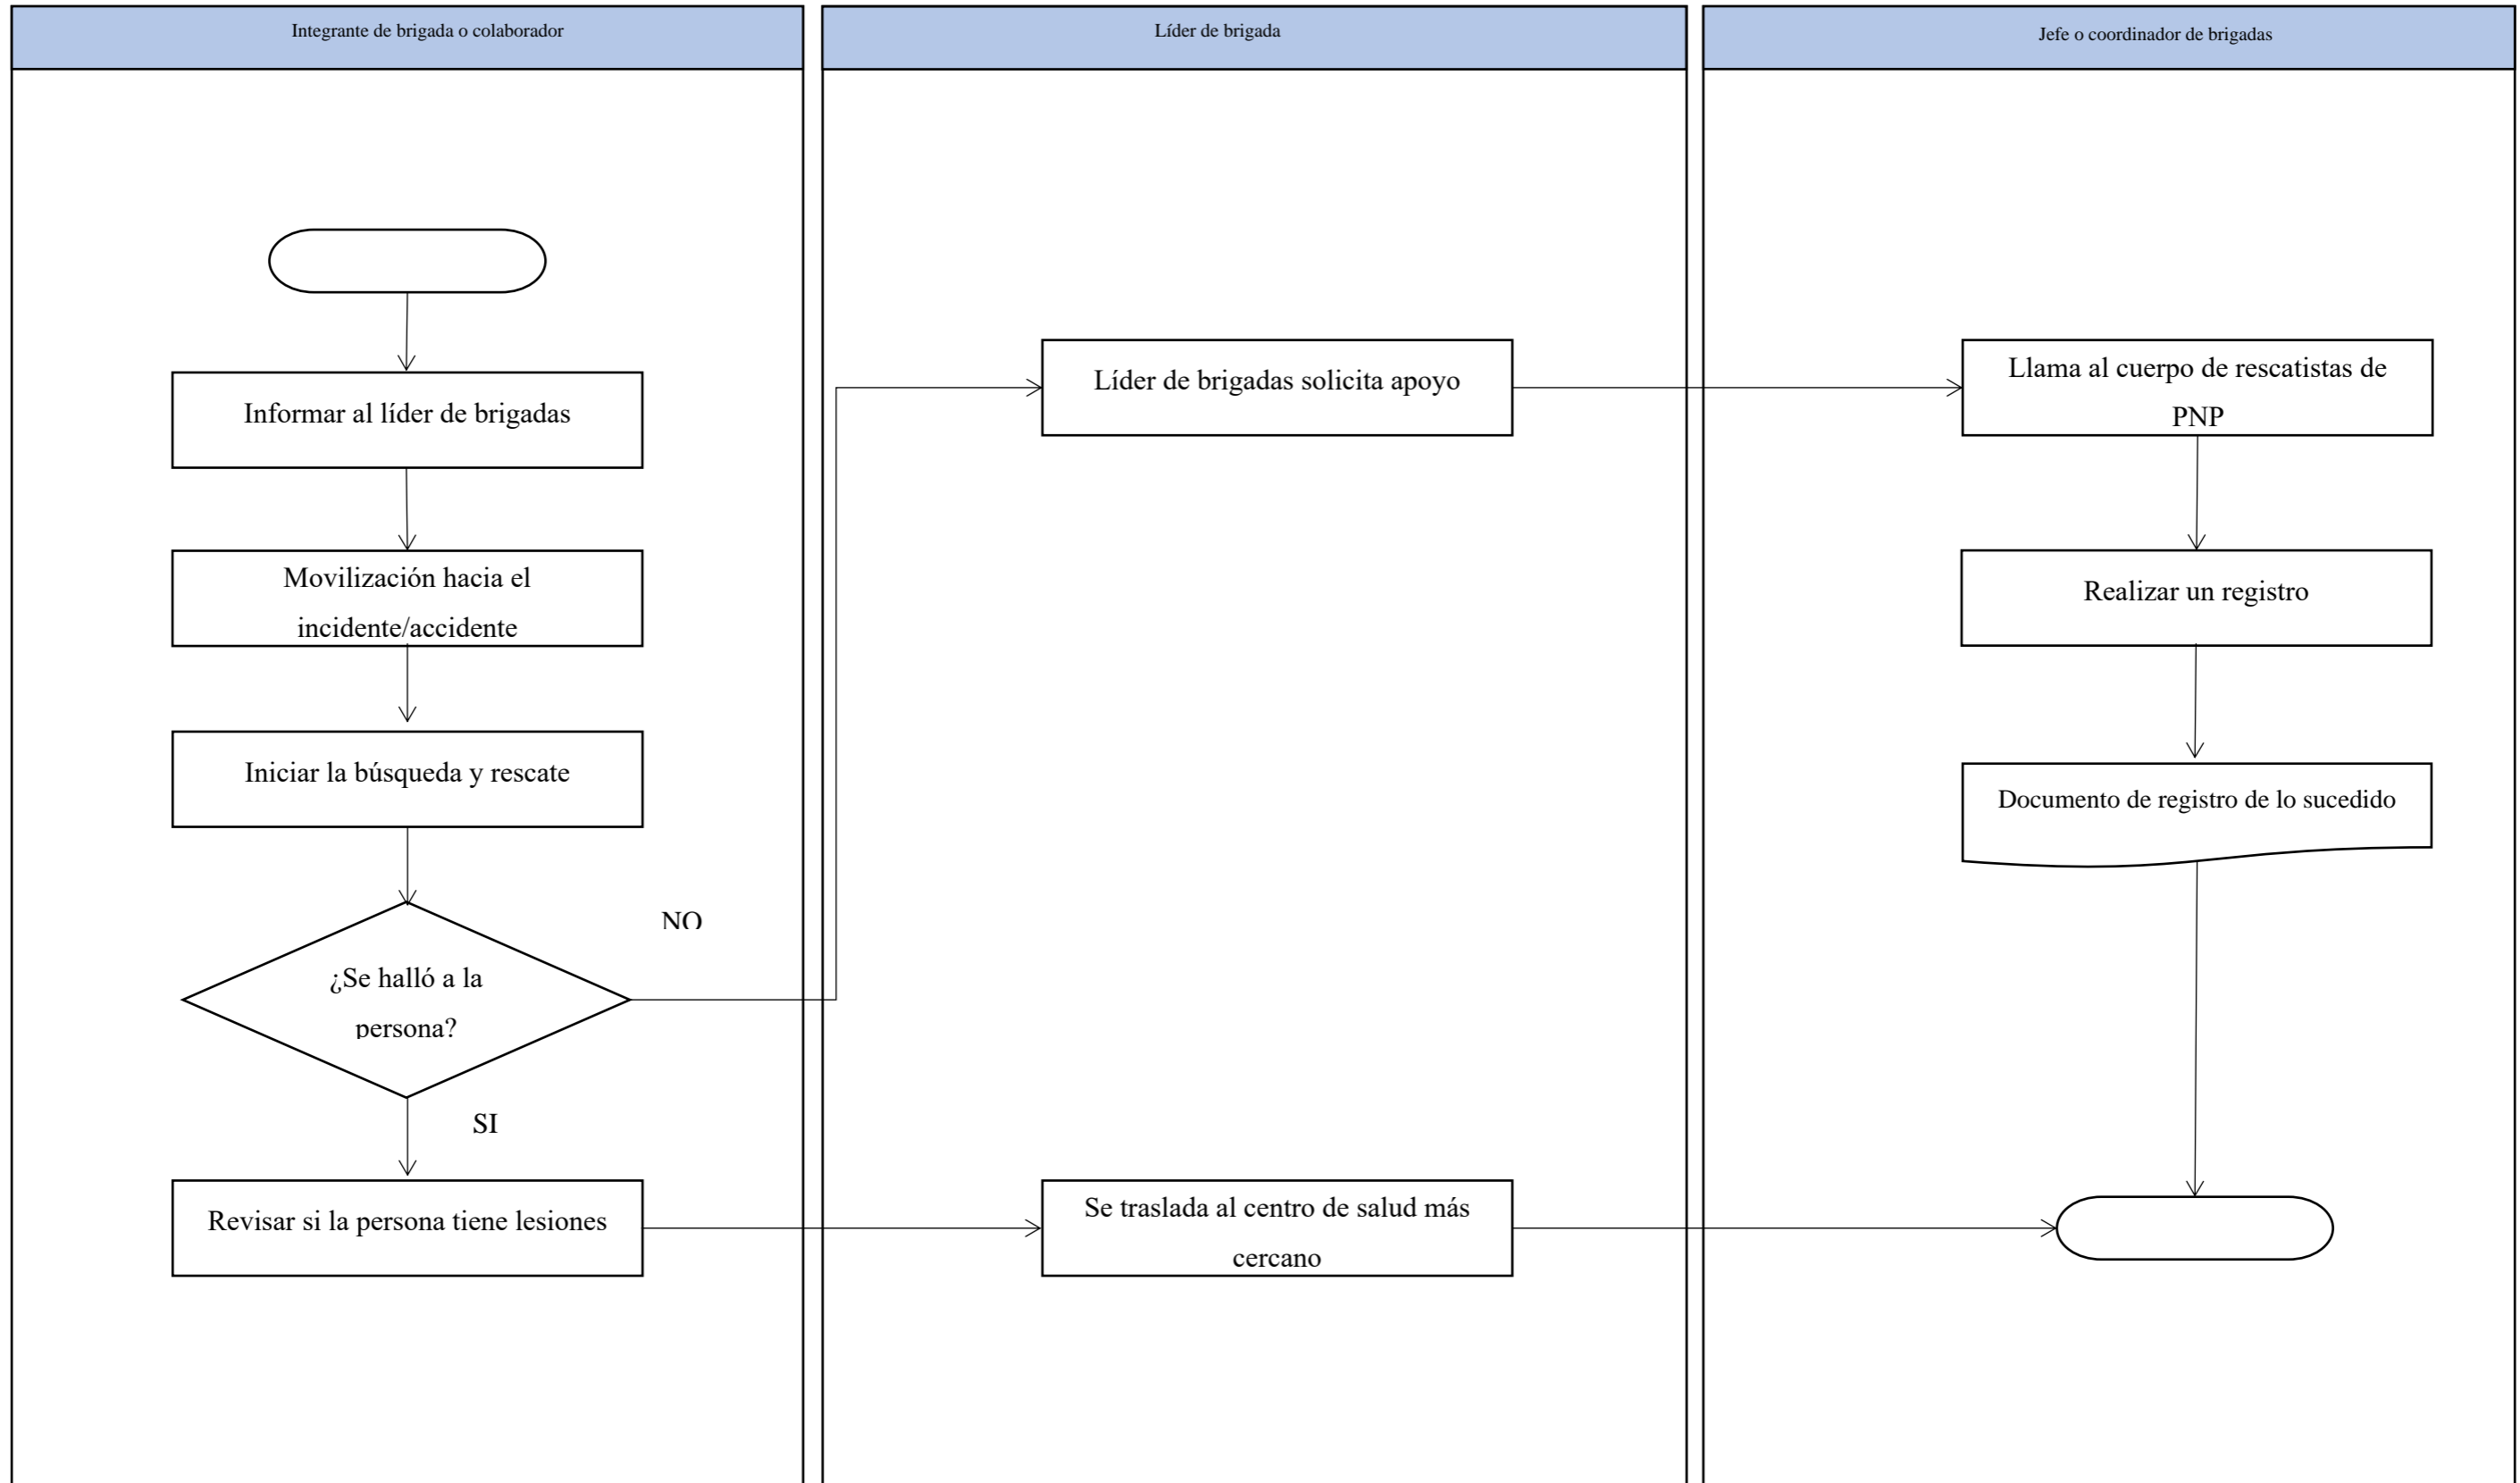 Integrante de brigada o colaborador
Líder de brigada
Jefe o coordinador de brigadas
Informar al líder de brigadas
Movilización hacia el
incidente/accidente
Iniciar la búsqueda y rescate
¿Se halló a la
persona?
NO
SI
Revisar si la persona tiene lesiones
Líder de brigadas solicita apoyo
Se traslada al centro de salud más
cercano
Llama al cuerpo de rescatistas de
PNP
Realizar un registro
Documento de registro de lo sucedido